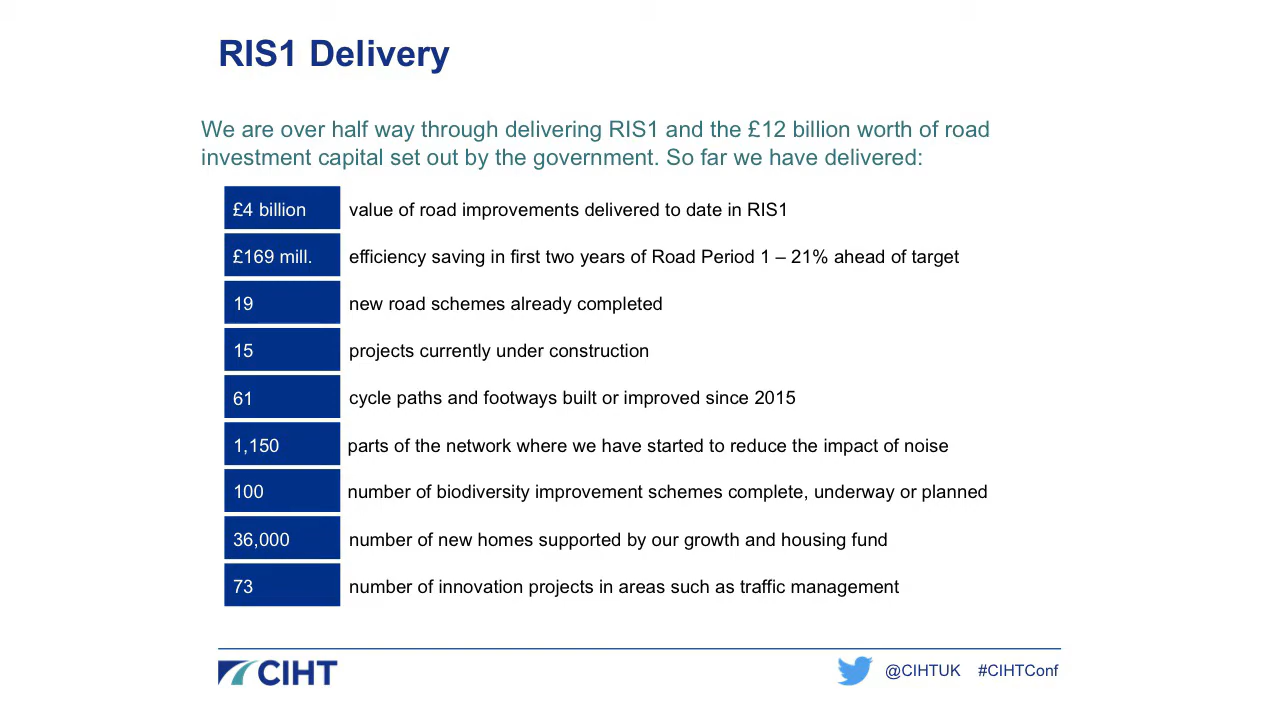 RIS1 Delivery
We are over half way through delivering RIS1 and the £12 billion worth of road
investment capital set out by the government. So far we have delivered:
£4 billion value of road improvements delivered to date in RIS1
£169 mill. efficiency saving in first two years of Road Period 1 – 21% ahead of target
19 new road schemes already completed
15 projects currently under construction
61 cycle paths and footways built or improved since 2015
1,150 parts of the network where we have started to reduce the impact of noise
100 number of biodiversity improvement schemes complete, underway or planned
36,000 number of new homes supported by our growth and housing fund
73 number of innovation projects in areas such as traffic management
CIHT @CIHTUK #CIHTConf